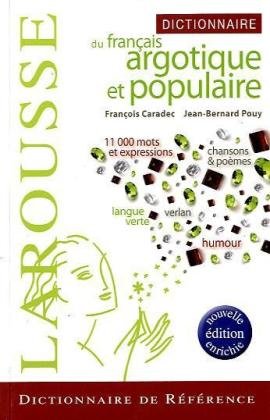 LAROUSSE
DICTIONNAIRE
du français
argotique
et populaire
François Caradec Jean-Bernard Pouy
11 000 mots
et expressions
chansons
& poèmes
langue
verte
verlan
humour
nouvelle
édition
enrichie
DICTIONNAIRE DE RÉFÉRENCE